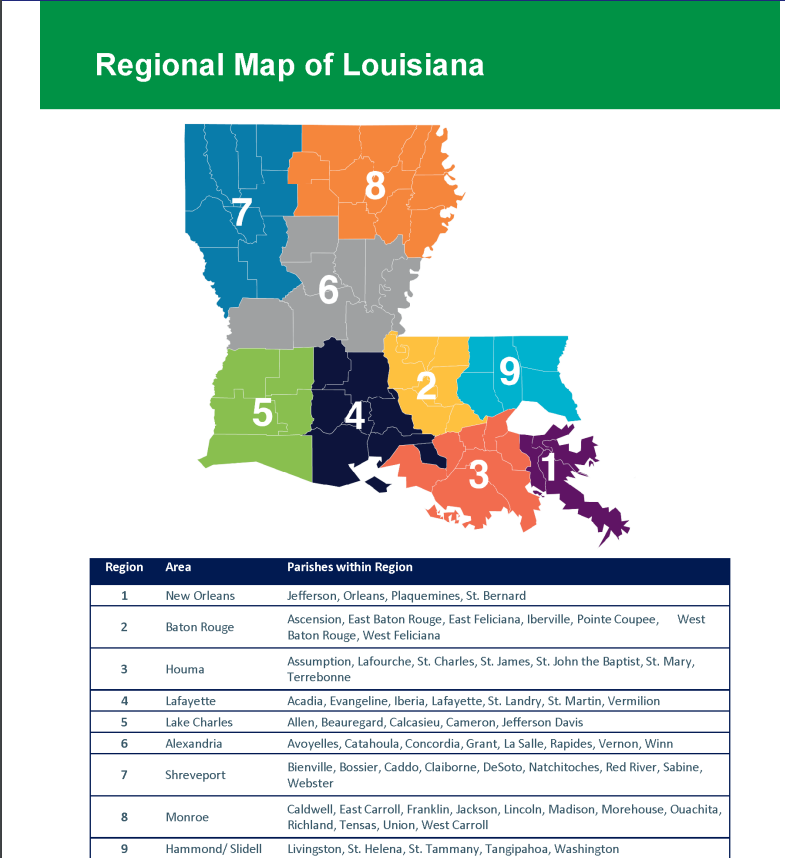 Regional Map of Louisiana
8
7
6
9
2
5
4
3
1
Region Area Parishes within Region
1 New Orleans Jefferson, Orleans, Plaquemines, St. Bernard
2 Baton Rouge Ascension, East Baton Rouge, East Feliciana, Iberville, Pointe Coupee, West
Baton Rouge, West Feliciana
3 Houma Assumption, Lafourche, St. Charles, St. James, St. John the Baptist, St. Mary,
Terrebonne
4 Lafayette Acadia, Evangeline, Iberia, Lafayette, St. Landry, St. Martin, Vermilion
5 Lake Charles Allen, Beauregard, Calcasieu, Cameron, Jefferson Davis
6 Alexandria Avoyelles, Catahoula, Concordia, Grant, La Salle, Rapides, Vernon, Winn
7 Shreveport Bienville, Bossier, Caddo, Claiborne, DeSoto, Natchitoches, Red River, Sabine,
Webster
8 Monroe Caldwell, East Carroll, Franklin, Jackson, Lincoln, Madison, Morehouse, Ouachita,
Richland, Tensas, Union, West Carroll
9 Hammond/ Slidell Livingston, St. Helena, St. Tammany, Tangipahoa, Washington